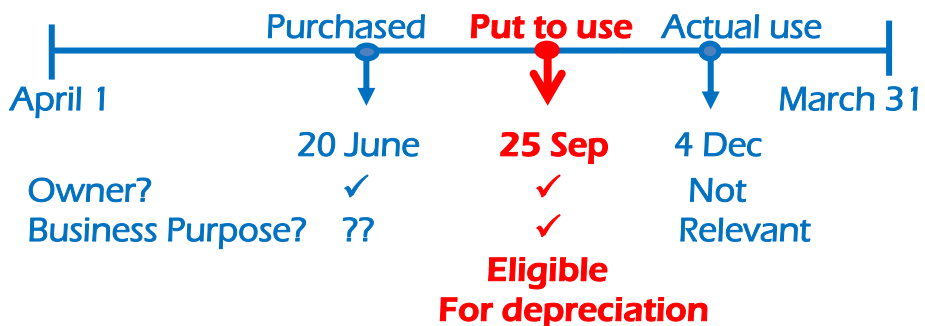 Purchased Put to use Actual use
April 1 March 31
20 June 25 Sep 4 Dec
Owner? ✓ ✓ Not
Business Purpose? ?? ✓ Relevant
Eligible
For depreciation